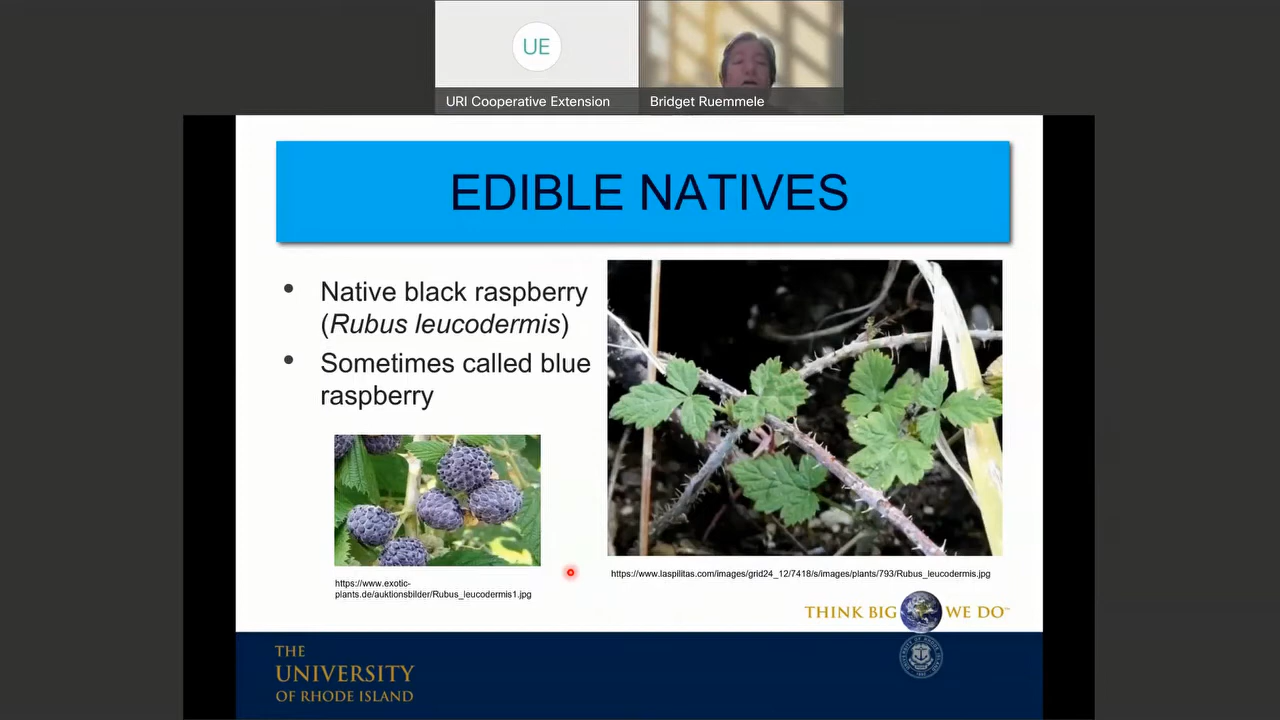 UE
URI Cooperative Extension
Bridget Ruemmele
EDIBLE NATIVES
• Native black raspberry
(Rubus leucodermis)
• Sometimes called blue
raspberry
https://www.exotic-
plants.de/auktionsbilder/Rubus_leucodermis1.jpg
https://www.laspilitas.com/images/grid24_12/7418/s/images/plants/793/Rubus_leucodermis.jpg
THINK BIG WE DO™
THE
UNIVERSITY
OF RHODE ISLAND